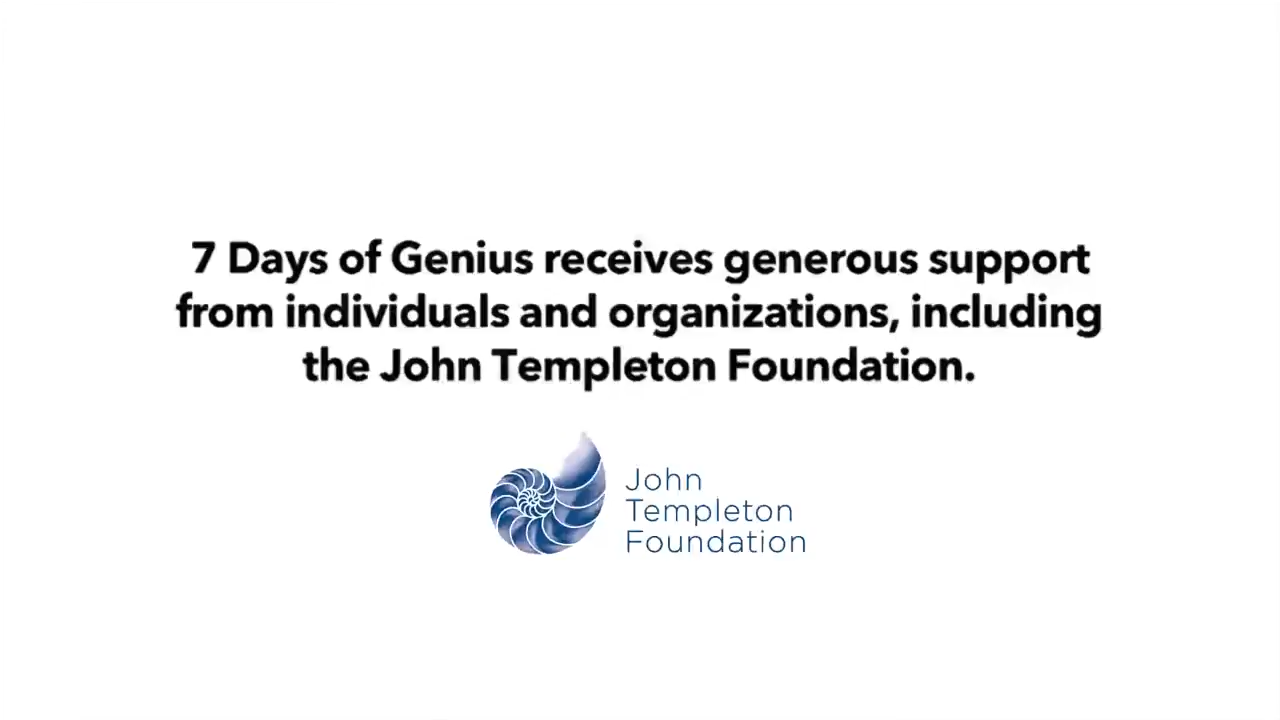 7 Days of Genius receives generous support
from individuals and organizations, including
the John Templeton Foundation.
John
Templeton
Foundation